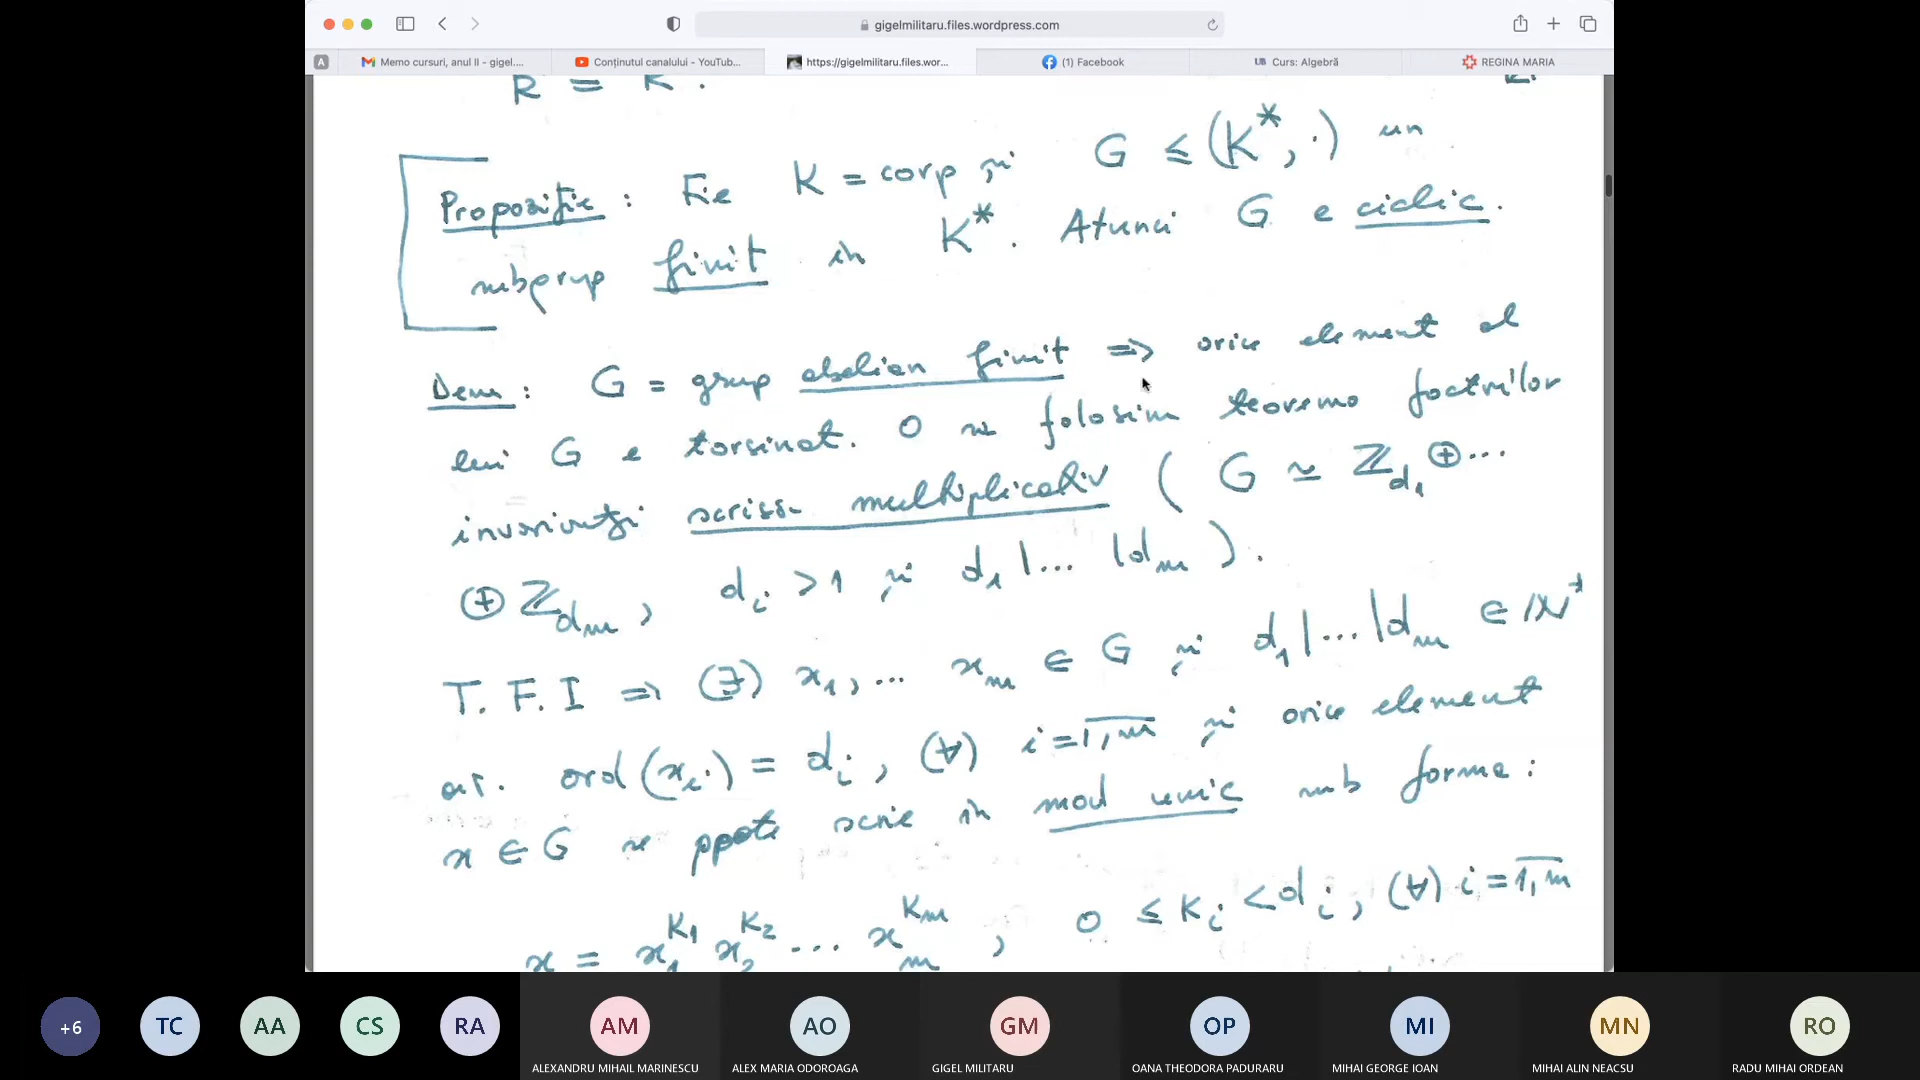 gigelmilitaru.files.wordpress.com
A
Memo cursuri, anul II - gigel....
Conținutul canalului - YouTub...
https://gigelmilitaru.files.wor...
(1) Facebook
UB Curs: Algebră
REGINA MARIA
R = K .
Propoziție : Fie K = corp și G ≤ (K*, ·) un
subgrup finit în K*. Atunci G e ciclic.
Dem : G = grup abelian finit => orice element al
lui G e torsionat. O să folosim teorema factorilor
invarianți scrisă multiplicativ ( G ≃ ℤ_d₁ ⊕ ...
⊕ ℤ_dₘ , dᵢ > 1 și d₁ | ... | dₘ ) .
T. F. I => (∃) x₁, ... xₘ ∈ G și d₁ | ... | dₘ ∈ ℕ*
a.î. ord (xᵢ) = dᵢ , (∀) i = 1,m și orice element
x ∈ G se ppate scrie în mod unic sub forma :
x = x₁^K₁ x₂^K₂ ... xₘ^Kₘ , 0 ≤ Kᵢ < dᵢ , (∀) i = 1,m
+6
TC
AA
CS
RA
AM
AO
GM
OP
MI
MN
RO
ALEXANDRU MIHAIL MARINESCU
ALEX MARIA ODOROAGA
GIGEL MILITARU
OANA THEODORA PADURARU
MIHAI GEORGE IOAN
MIHAI ALIN NEACSU
RADU MIHAI ORDEAN